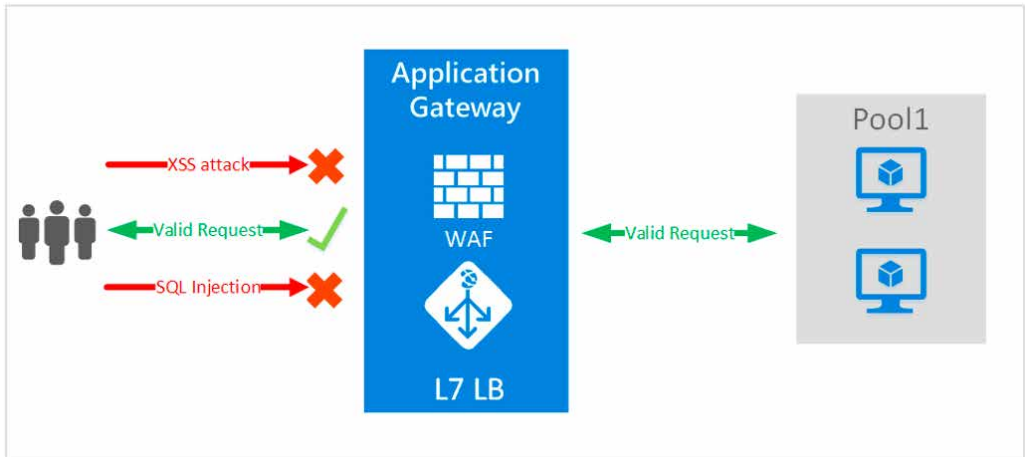 Application
Gateway
Pool1
XSS attack
Valid Request
WAF
Valid Request
SQL Injection
L7 LB